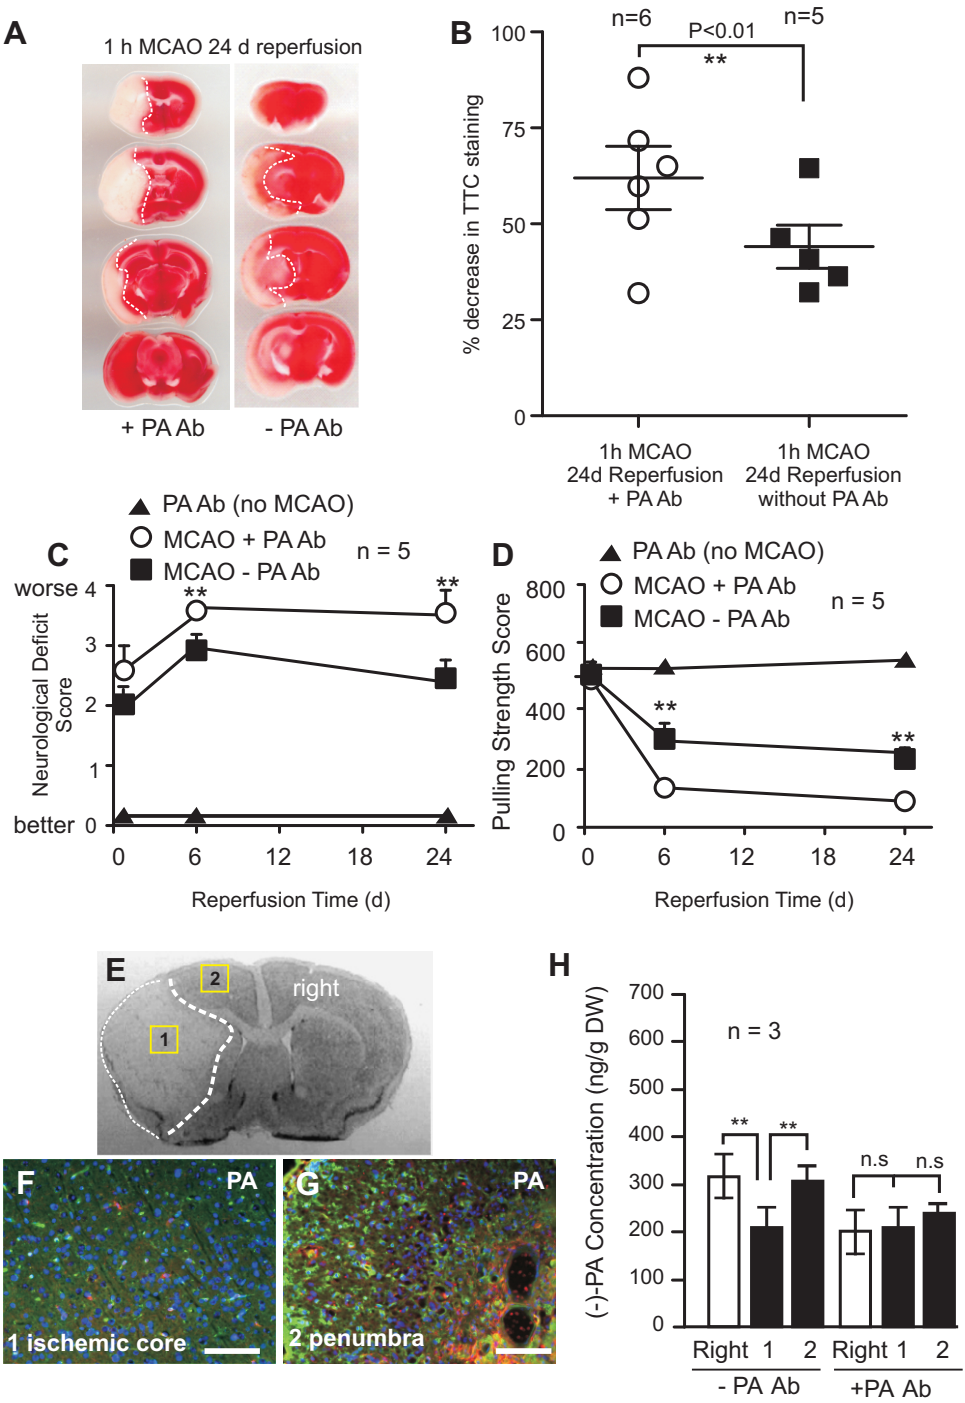 A
1 h MCAO 24 d reperfusion
+ PA Ab
- PA Ab
B
n=6
n=5
P<0.01
**
% decrease in TTC staining
100
75
50
25
0
1h MCAO
24d Reperfusion
+ PA Ab
1h MCAO
24d Reperfusion
without PA Ab
C
PA Ab (no MCAO)
MCAO + PA Ab
MCAO - PA Ab
n = 5
worse
better
Neurological Deficit
Score
4
3
2
1
0
**
**
0 6 12 18 24
Reperfusion Time (d)
D
PA Ab (no MCAO)
MCAO + PA Ab
MCAO - PA Ab
n = 5
Pulling Strength Score
800
600
400
200
0
**
**
0 6 12 18 24
Reperfusion Time (d)
E
2
right
1
F
PA
1 ischemic core
G
PA
2 penumbra
H
(-)-PA Concentration (ng/g DW)
700
600
500
400
300
200
100
0
n = 3
**
**
n.s
n.s
Right 1 2
Right 1 2
- PA Ab
+PA Ab